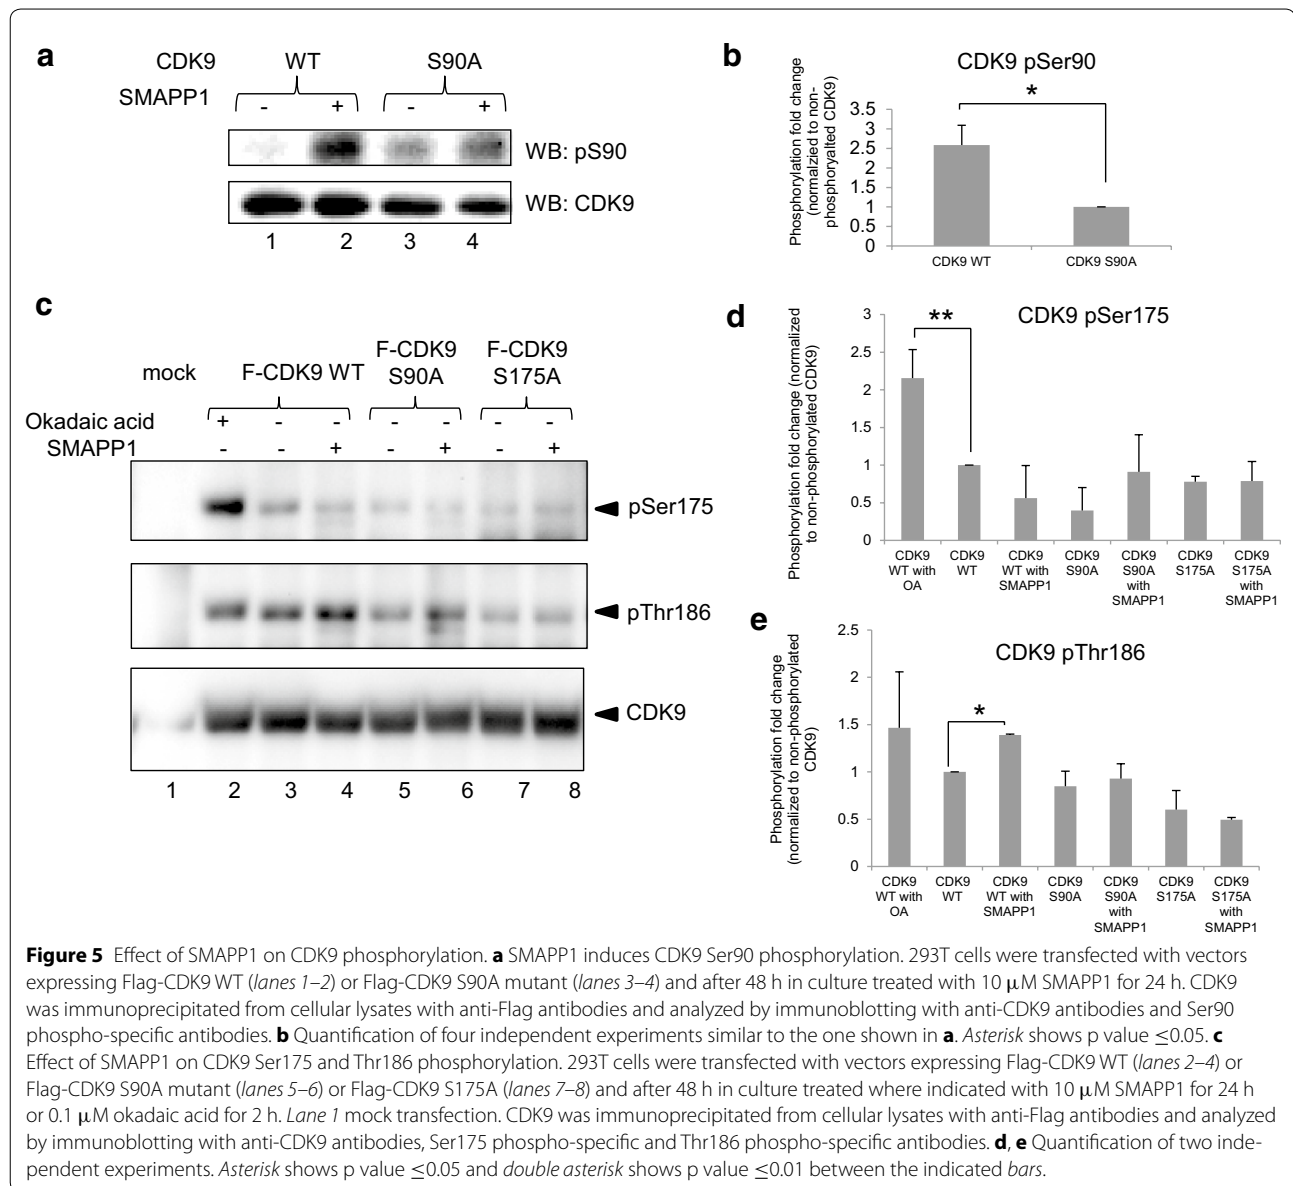 a
CDK9 WT S90A
SMAPP1 - + - +
WB: pS90
WB: CDK9
1 2 3 4
b
CDK9 pSer90
*
Phosphorylation fold change
(normalzied to non-
phosphoryalted CDK9)
3.5
3
2.5
2
1.5
1
0.5
0
CDK9 WT CDK9 S90A
c
mock F-CDK9 WT F-CDK9 S90A F-CDK9 S175A
Okadaic acid + - - - - - -
SMAPP1 - - + - + - +
pSer175
pThr186
CDK9
1 2 3 4 5 6 7 8
d
CDK9 pSer175
**
Phosphorylation fold change (normalized
to non-phosphorylated CDK9)
3
2.5
2
1.5
1
0.5
0
CDK9 WT with OA
CDK9 WT
CDK9 WT with SMAPP1
CDK9 S90A
CDK9 S90A with SMAPP1
CDK9 S175A
CDK9 S175A with SMAPP1
e
CDK9 pThr186
*
Phosphorylation fold change
(normalized to non-phosphorylated
CDK9)
2.5
2
1.5
1
0.5
0
CDK9 WT with OA
CDK9 WT
CDK9 WT with SMAPP1
CDK9 S90A
CDK9 S90A with SMAPP1
CDK9 S175A
CDK9 S175A with SMAPP1
Figure 5 Effect of SMAPP1 on CDK9 phosphorylation. a SMAPP1 induces CDK9 Ser90 phosphorylation. 293T cells were transfected with vectors
expressing Flag-CDK9 WT (lanes 1–2) or Flag-CDK S90A mutant (lanes 3–4) and after 48 h in culture treated with 10 μM SMAPP1 for 24 h. CDK9
was immunoprecipitated from cellular lysates with anti-Flag antibodies and analyzed by immunoblotting with anti-CDK9 antibodies and Ser90
phospho-specific antibodies. b Quantification of four independent experiments similar to the one shown in a. Asterisk shows p value ≤0.05. c
Effect of SMAPP1 on CDK9 Ser175 and Thr186 phosphorylation. 293T cells were transfected with vectors expressing Flag-CDK9 WT (lanes 2–4) or
Flag-CDK9 S90A mutant (lanes 5–6) or Flag-CDK9 S175A (lanes 7–8) and after 48 h in culture treated where indicated with 10 μM SMAPP1 for 24 h
or 0.1 μM okadaic acid for 2 h. Lane 1 mock transfection. CDK9 was immunoprecipitated from cellular lysates with anti-Flag antibodies and analyzed
by immunoblotting with anti-CDK9 antibodies, Ser175 phospho-specific and Thr186 phospho-specific antibodies. d, e Quantification of two inde-
pendent experiments. Asterisk shows p value ≤0.05 and double asterisk shows p value ≤0.01 between the indicated bars.